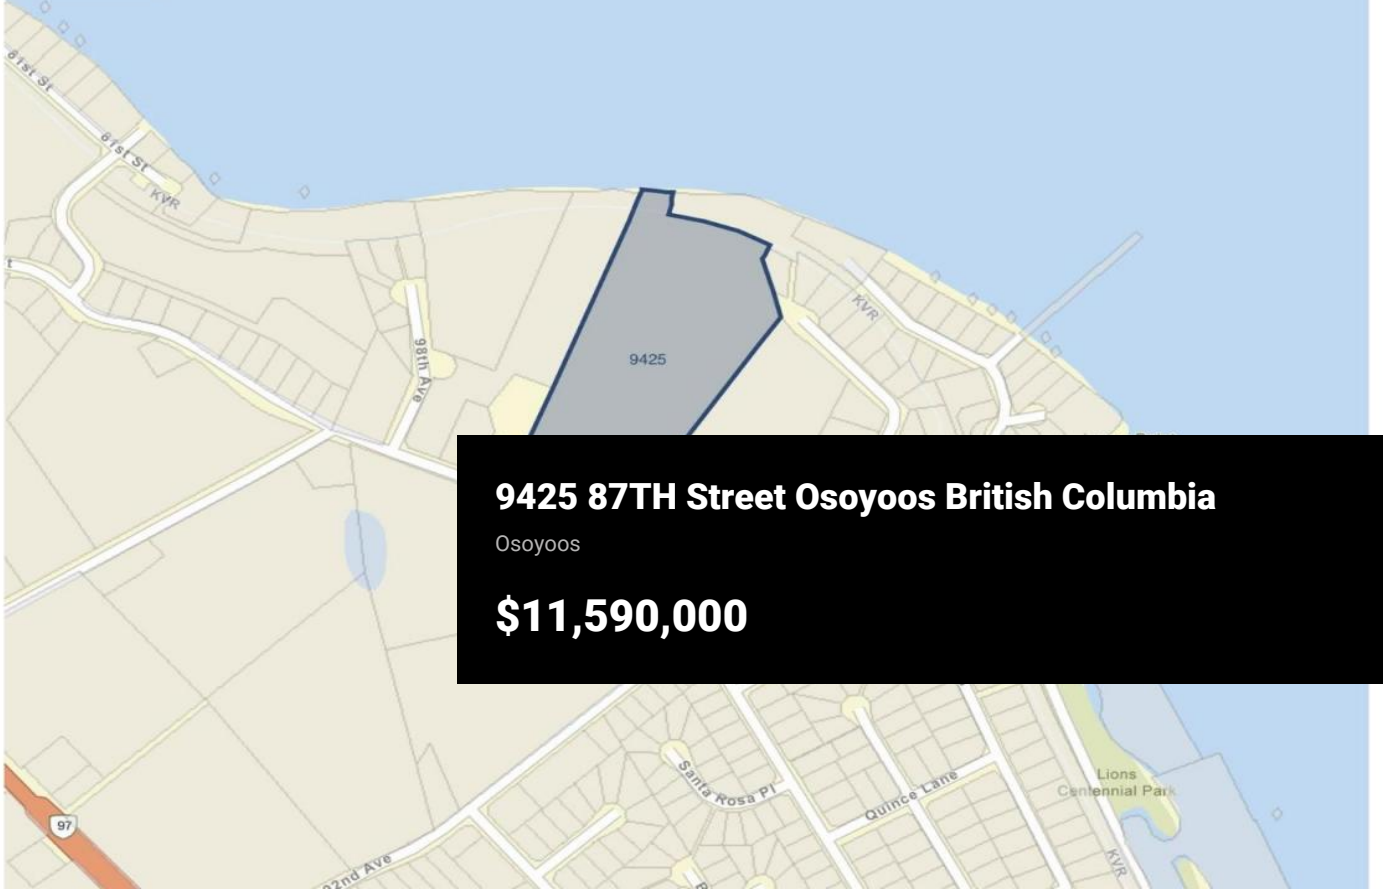 81st St
81st St
KVR
t
98th Ave
KVR
9425
9425 87TH Street Osoyoos British Columbia
Osoyoos
$11,590,000
Lions
Centennial Park
Santa Rosa Pl
Quince Lane
97
92nd Ave
KVR